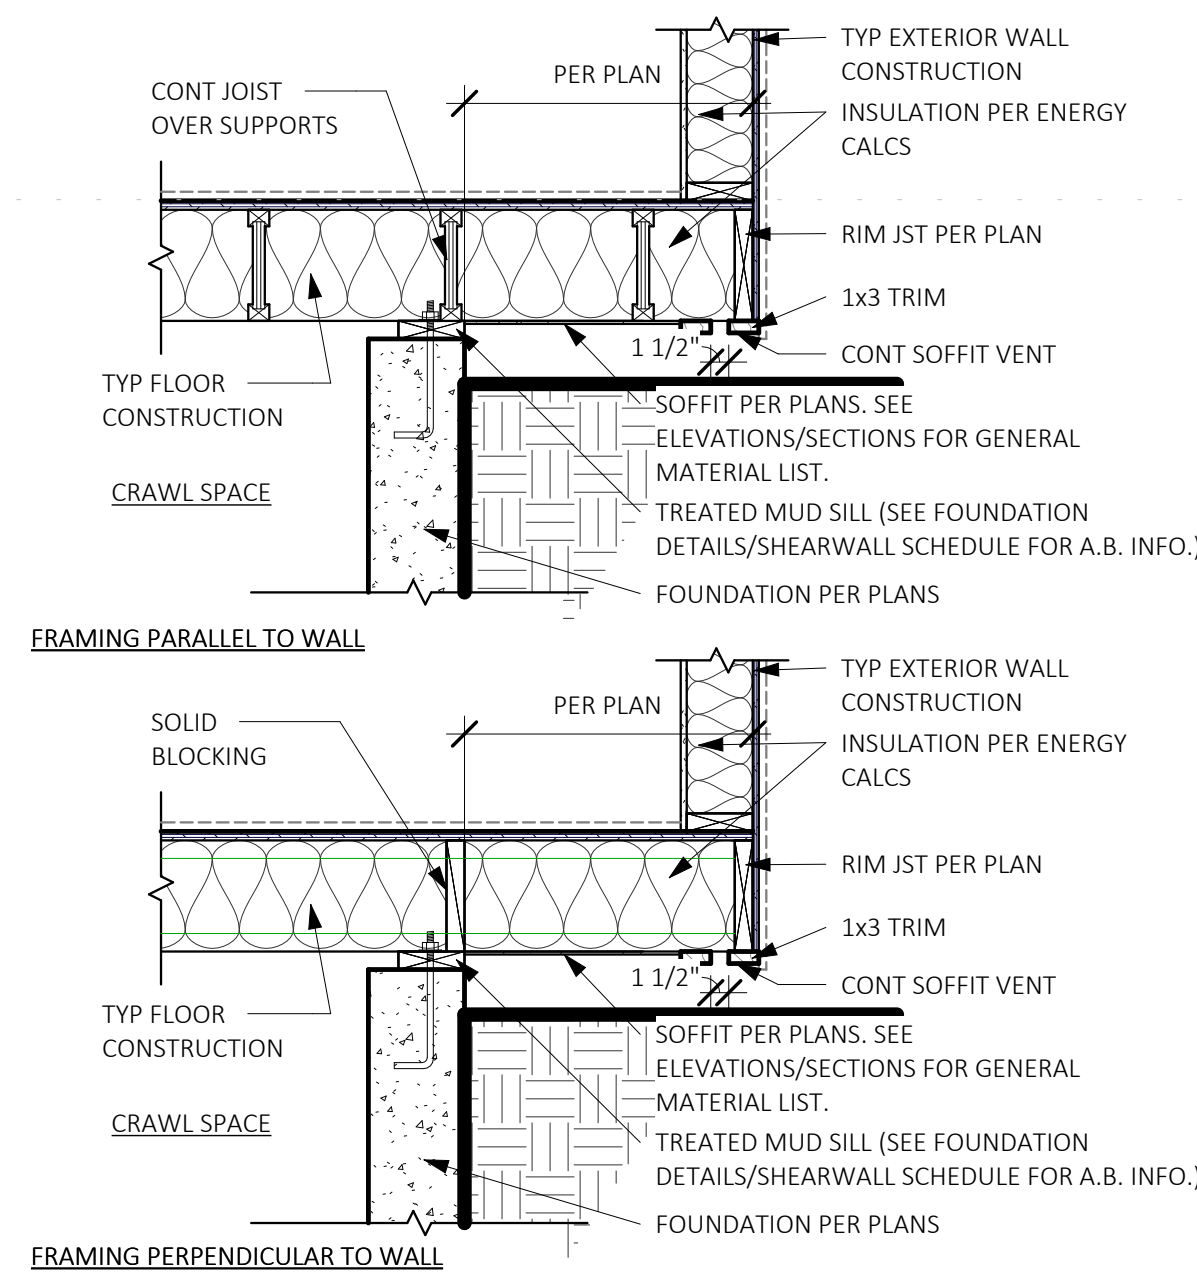 TYP EXTERIOR WALL
CONSTRUCTION
PER PLAN
CONT JOIST
OVER SUPPORTS
INSULATION PER ENERGY
CALCS
RIM JST PER PLAN
1x3 TRIM
1 1/2"
CONT SOFFIT VENT
TYP FLOOR
CONSTRUCTION
SOFFIT PER PLANS. SEE
ELEVATIONS/SECTIONS FOR GENERAL
MATERIAL LIST.
CRAWL SPACE
TREATED MUD SILL (SEE FOUNDATION
DETAILS/SHEARWALL SCHEDULE FOR A.B. INFO.)
FOUNDATION PER PLANS
FRAMING PARALLEL TO WALL
TYP EXTERIOR WALL
CONSTRUCTION
PER PLAN
SOLID
BLOCKING
INSULATION PER ENERGY
CALCS
RIM JST PER PLAN
1x3 TRIM
1 1/2"
CONT SOFFIT VENT
TYP FLOOR
CONSTRUCTION
SOFFIT PER PLANS. SEE
ELEVATIONS/SECTIONS FOR GENERAL
MATERIAL LIST.
CRAWL SPACE
TREATED MUD SILL (SEE FOUNDATION
DETAILS/SHEARWALL SCHEDULE FOR A.B. INFO.)
FOUNDATION PER PLANS
FRAMING PERPENDICULAR TO WALL